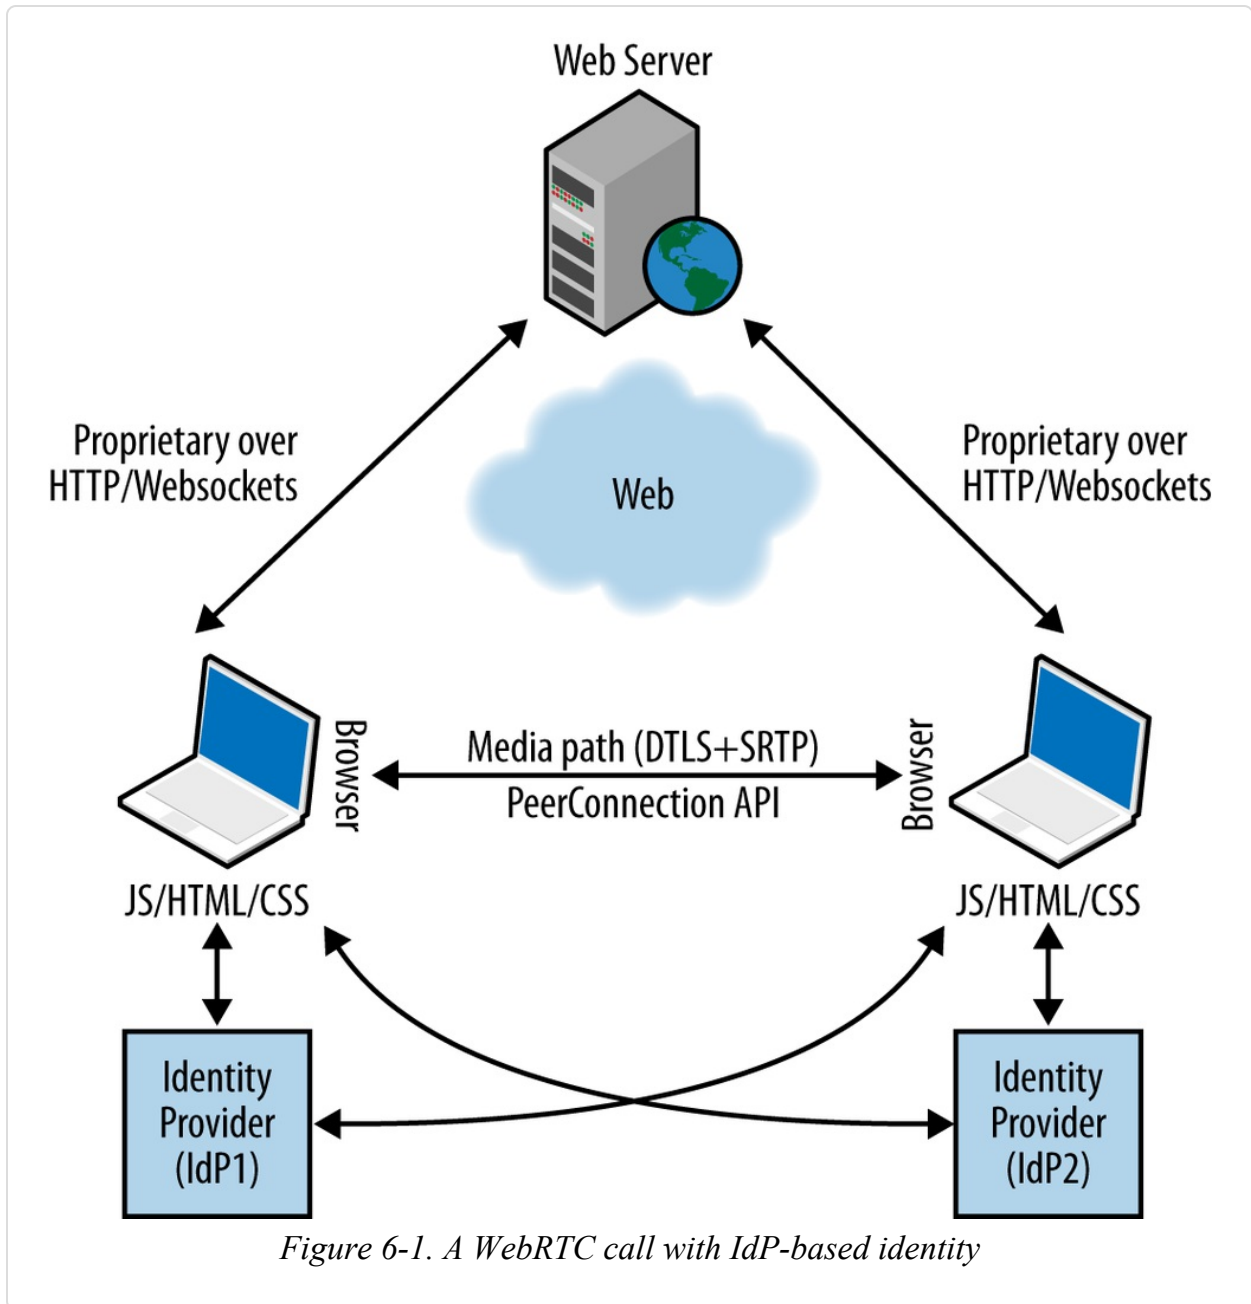 Web Server
Proprietary over
HTTP/Websockets
Proprietary over
HTTP/Websockets
Web
Browser
Media path (DTLS+SRTP)
PeerConnection API
Browser
JS/HTML/CSS
JS/HTML/CSS
Identity
Provider
(IdP1)
Identity
Provider
(IdP2)
Figure 6-1. A WebRTC call with IdP-based identity